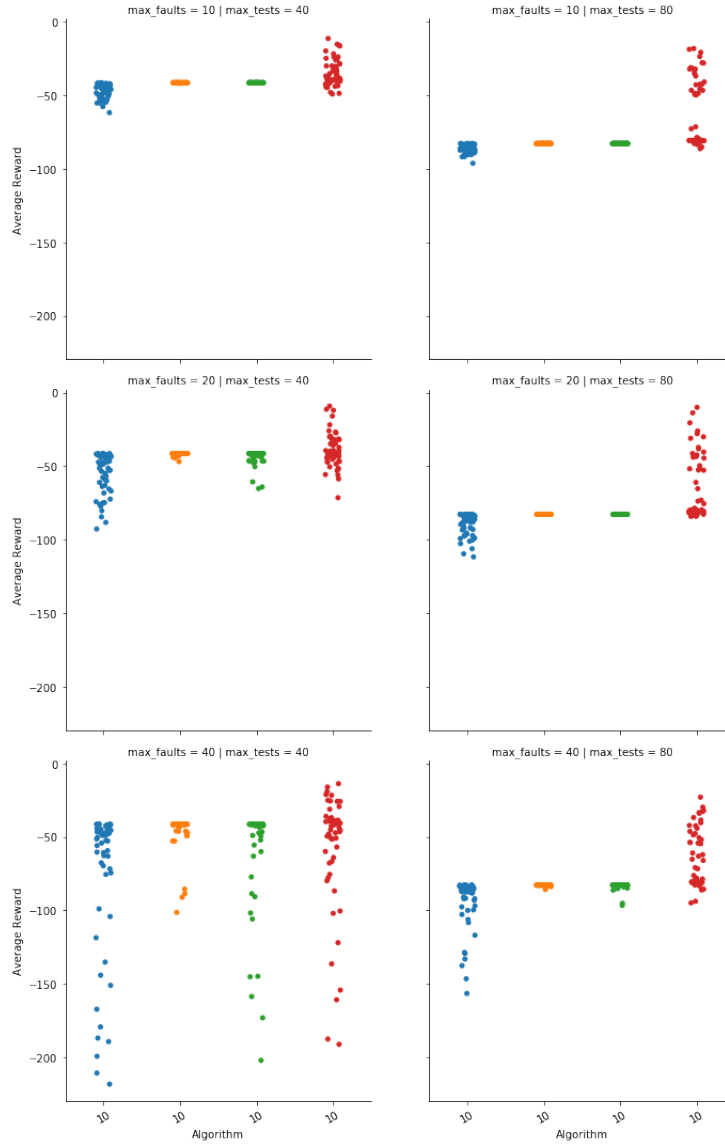 max_faults = 10 | max_tests = 40
max_faults = 10 | max_tests = 80
0
−50
−100
−150
−200
Average Reward
max_faults = 20 | max_tests = 40
max_faults = 20 | max_tests = 80
0
−50
−100
−150
−200
Average Reward
max_faults = 40 | max_tests = 40
max_faults = 40 | max_tests = 80
0
−50
−100
−150
−200
Average Reward
10 10 10 10
10 10 10 10
Algorithm
Algorithm